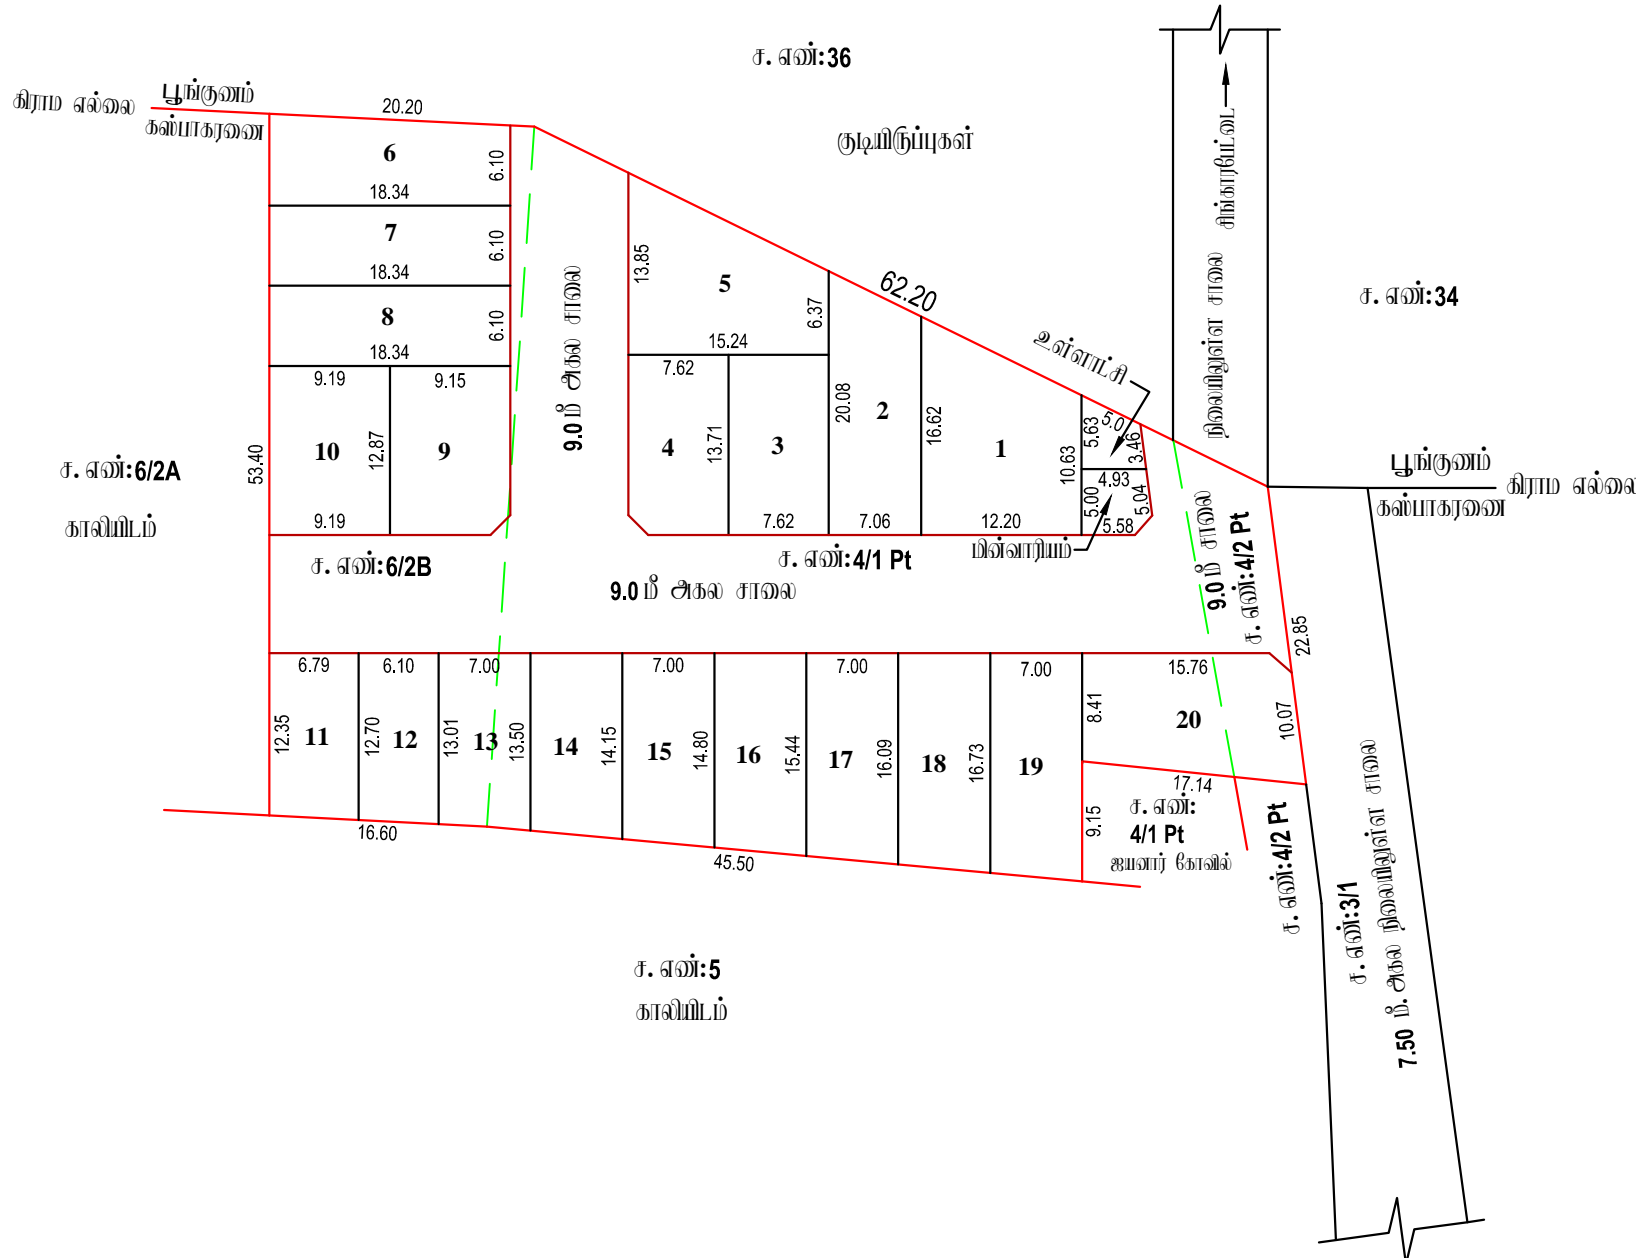 ச. எண்:36
கிராம எல்லை
பூங்குணம்
கஸ்பாகரணை
20.20
குடியிருப்புகள்
நிலையிலுள்ள சாலை சிங்காரபேட்டை
6
6.10
18.34
7
6.10
18.34
8
6.10
18.34
9.19
9.15
10
12.87
9
9.19
53.40
ச. எண்:6/2A
காலியிடம்
9.0 மீ அகல சாலை
13.85
5
6.37
15.24
62.20
7.62
4
13.71
3
7.62
20.08
2
7.06
16.62
1
12.20
10.63
உள்ளாட்சி
5.63
5.0
3.46
4.93
5.00
5.04
5.58
மின்வாரியம்
ச. எண்:34
பூங்குணம்
கஸ்பாகரணை
கிராம எல்லை
ச. எண்:6/2B
ச. எண்:4/1 Pt
9.0 மீ அகல சாலை
9.0 மீ சாலை
ச. எண்:4/2 Pt
22.85
6.79
6.10
7.00
7.00
7.00
7.00
15.76
12.35
11
12.70
12
13.01
13
13.50
14
14.15
15
14.80
16
15.44
17
16.09
18
16.73
19
8.41
20
10.07
17.14
16.60
45.50
9.15
ச. எண்:
4/1 Pt
ஐயனார் கோவில்
ச. எண்:4/2 Pt
ச. எண்:3/1
7.50 மீ. அகல நிலையிலுள்ள சாலை
ச. எண்:5
காலியிடம்